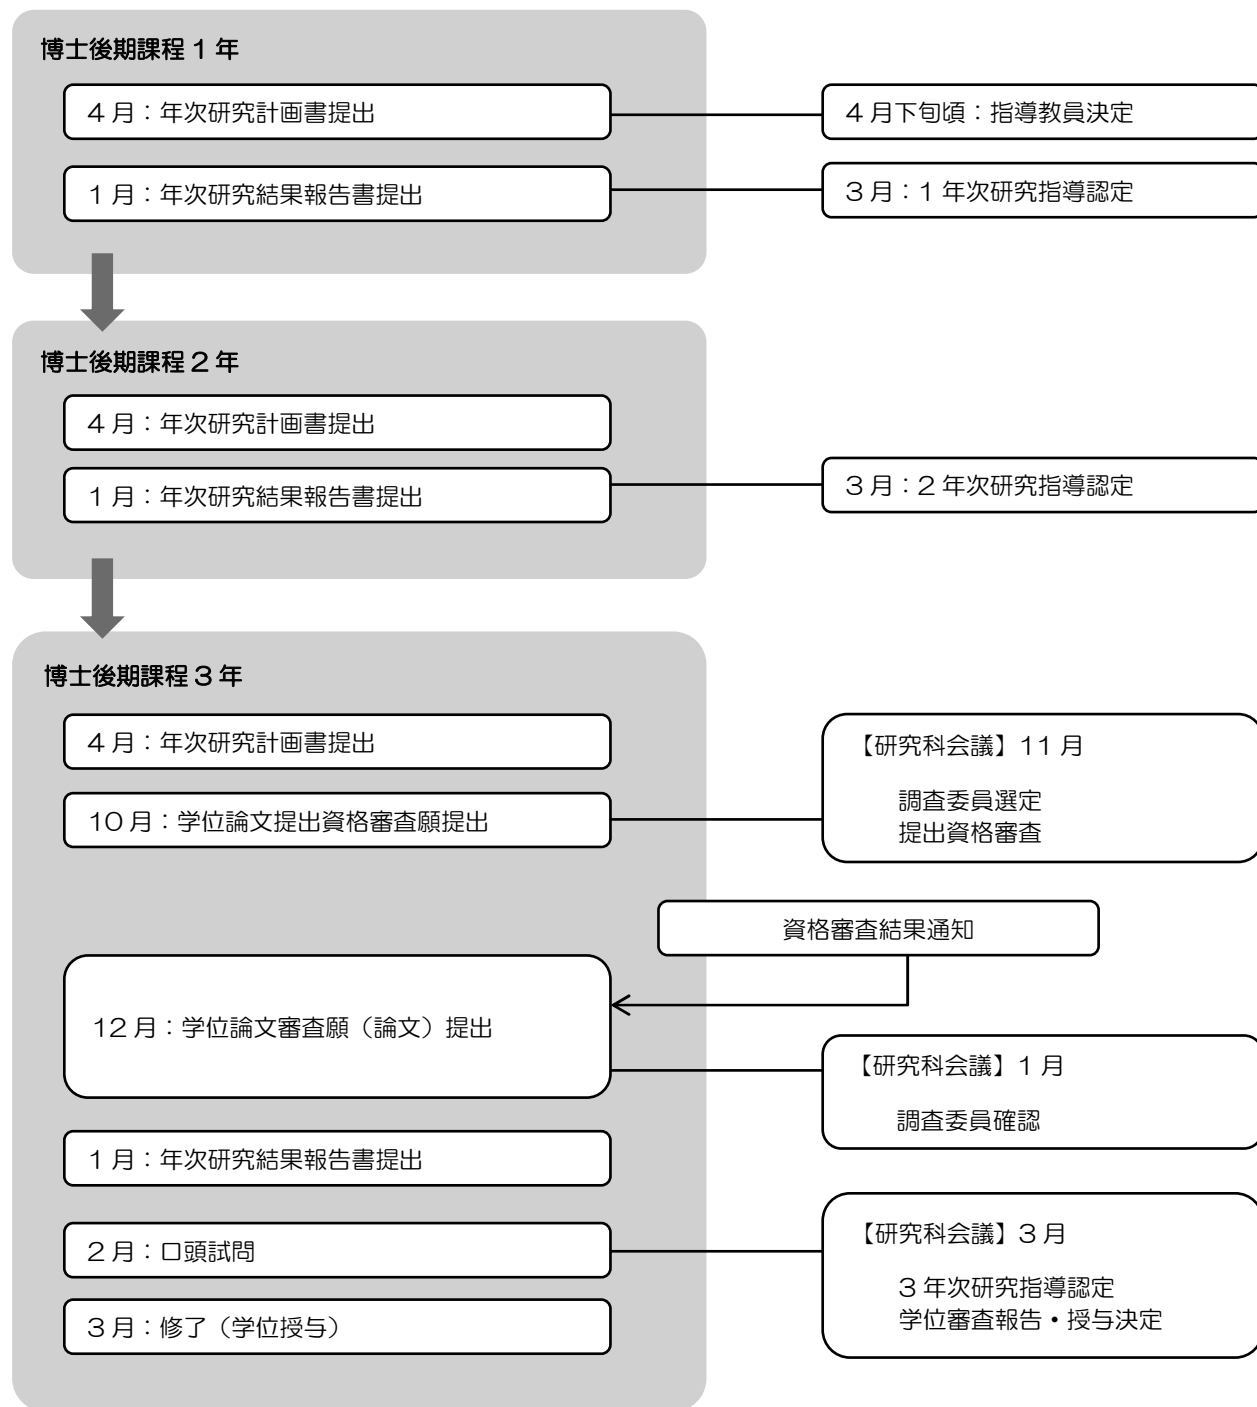 博士後期課程 1 年
4 月：年次研究計画書提出
4 月下旬頃：指導教員決定
1 月：年次研究結果報告書提出
3 月：1 年次研究指導認定
博士後期課程 2 年
4 月：年次研究計画書提出
1 月：年次研究結果報告書提出
3 月：2 年次研究指導認定
博士後期課程 3 年
4 月：年次研究計画書提出
10 月：学位論文提出資格審査願提出
【研究科会議】11 月
調査委員選定
提出資格審査
資格審査結果通知
12 月：学位論文審査願（論文）提出
【研究科会議】1 月
調査委員確認
1 月：年次研究結果報告書提出
2 月：口頭試問
【研究科会議】3 月
3 年次研究指導認定
学位審査報告・授与決定
3 月：修了（学位授与）